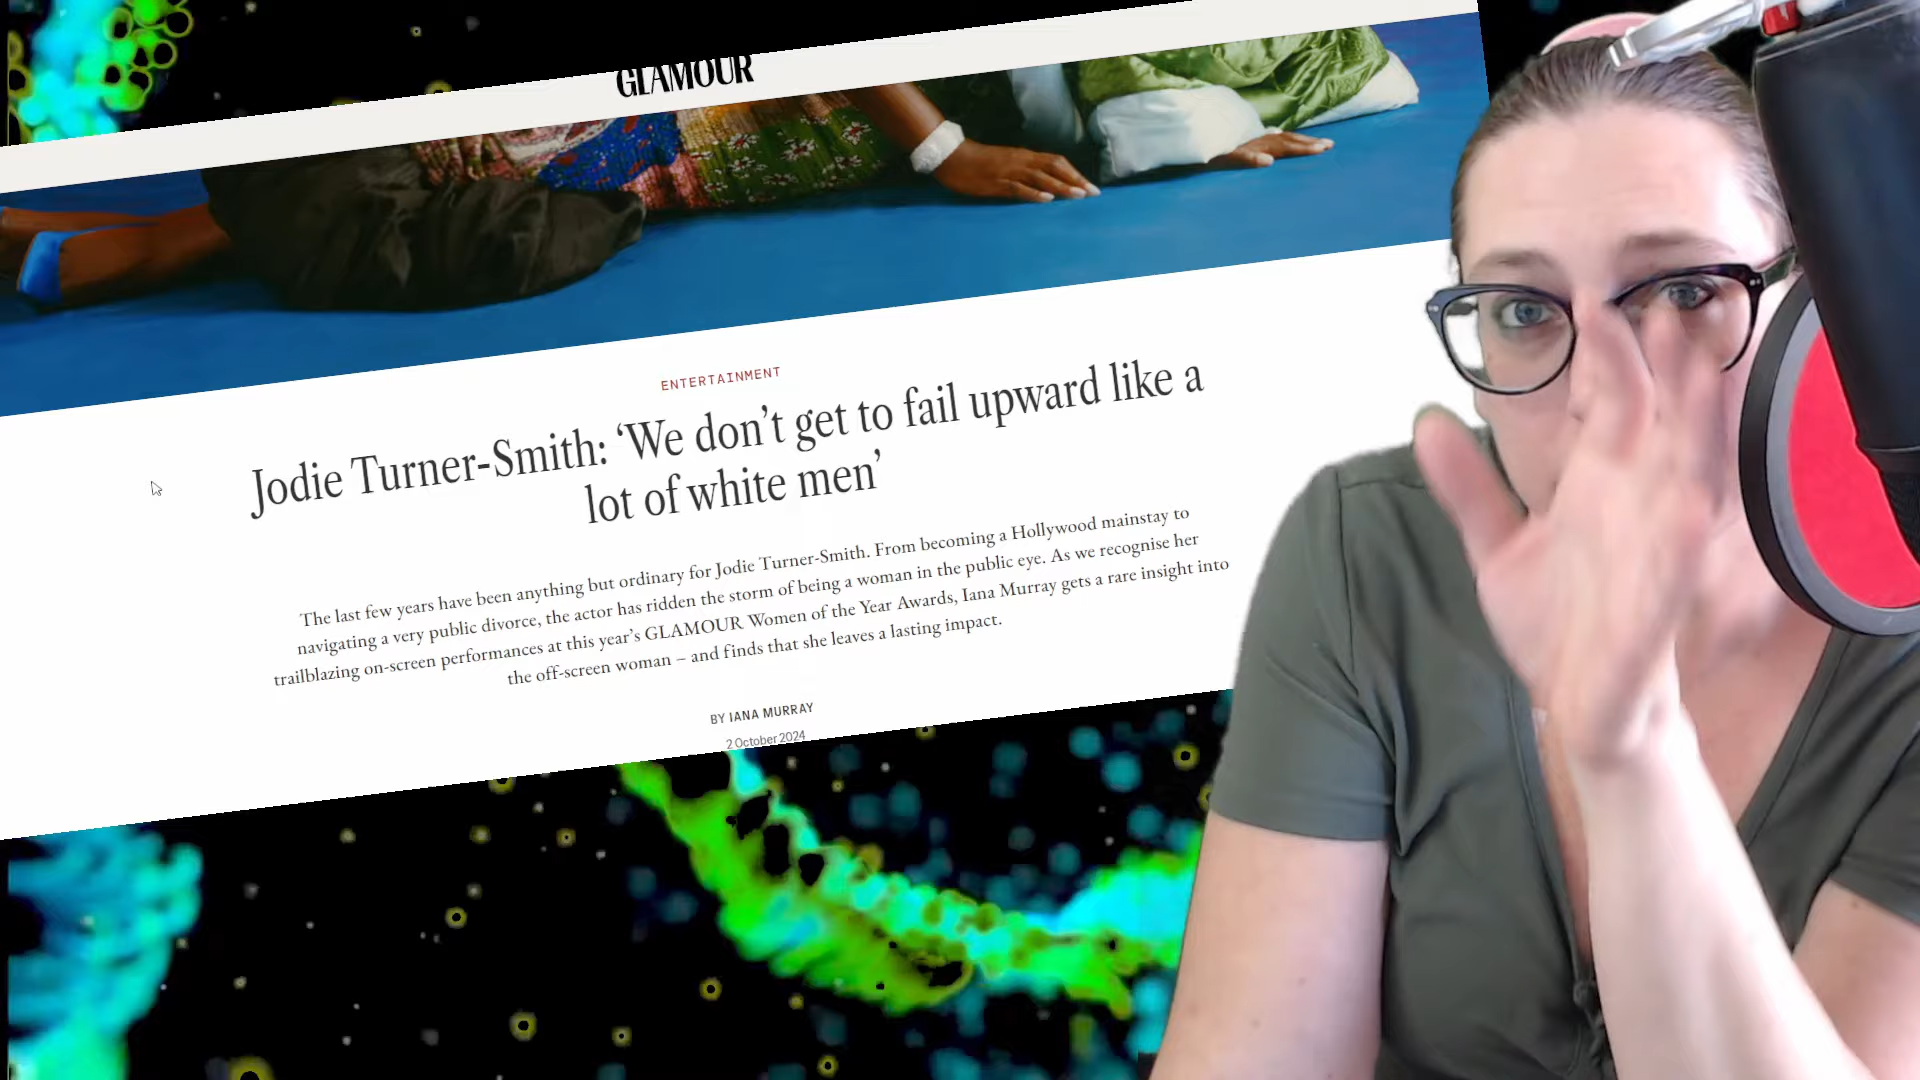 GLAMOUR
ENTERTAINMENT
Jodie Turner-Smith: ‘We don’t get to fail upward like a
lot of white men’
The last few years have been anything but ordinary for Jodie Turner-Smith. From becoming a Hollywood mainstay to
navigating a very public divorce, the actor has ridden the storm of being a woman in the public eye. As we recognise her
trailblazing on-screen performances at this year’s GLAMOUR Women of the Year Awards, Iana Murray gets a rare insight into
the off-screen woman – and finds that she leaves a lasting impact.
BY IANA MURRAY
2 October 2024